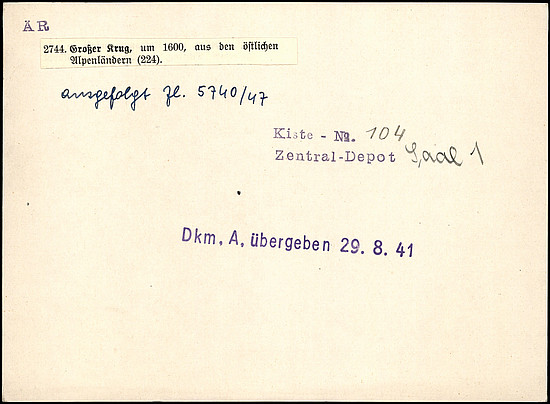 ÄR
2744. Großer Krug, um 1600, aus den östlichen
Alpenländern (224).
ausgefolgt Zl. 5740/47
Kiste - No. 104
Zentral-Depot Saal 1
Dkm. A. übergeben 29. 8. 41